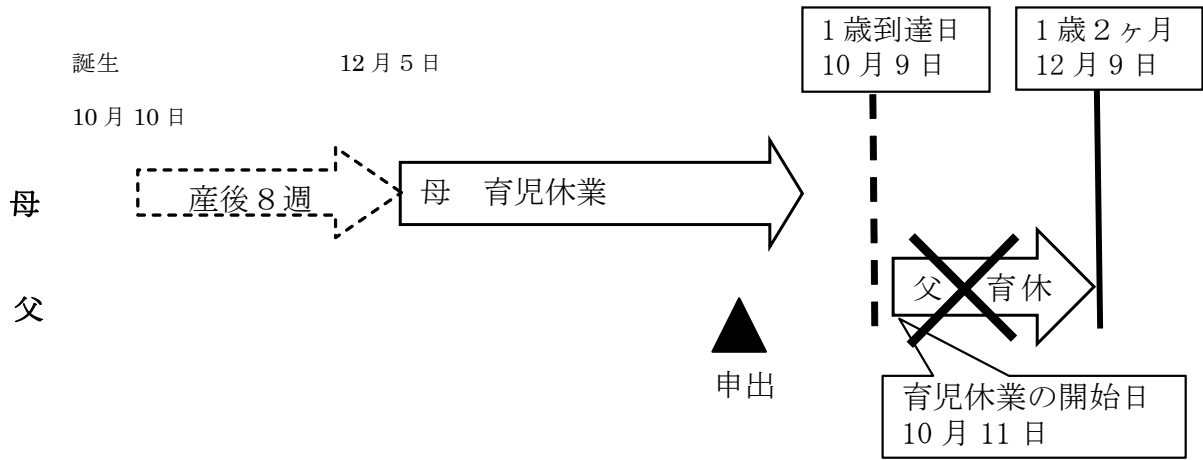 1歳到達日
10月9日
1歳2ヶ月
12月9日
誕生
12月5日
10月10日
母
産後8週
母 育児休業
父
父 育休
申出
育児休業の開始日
10月11日